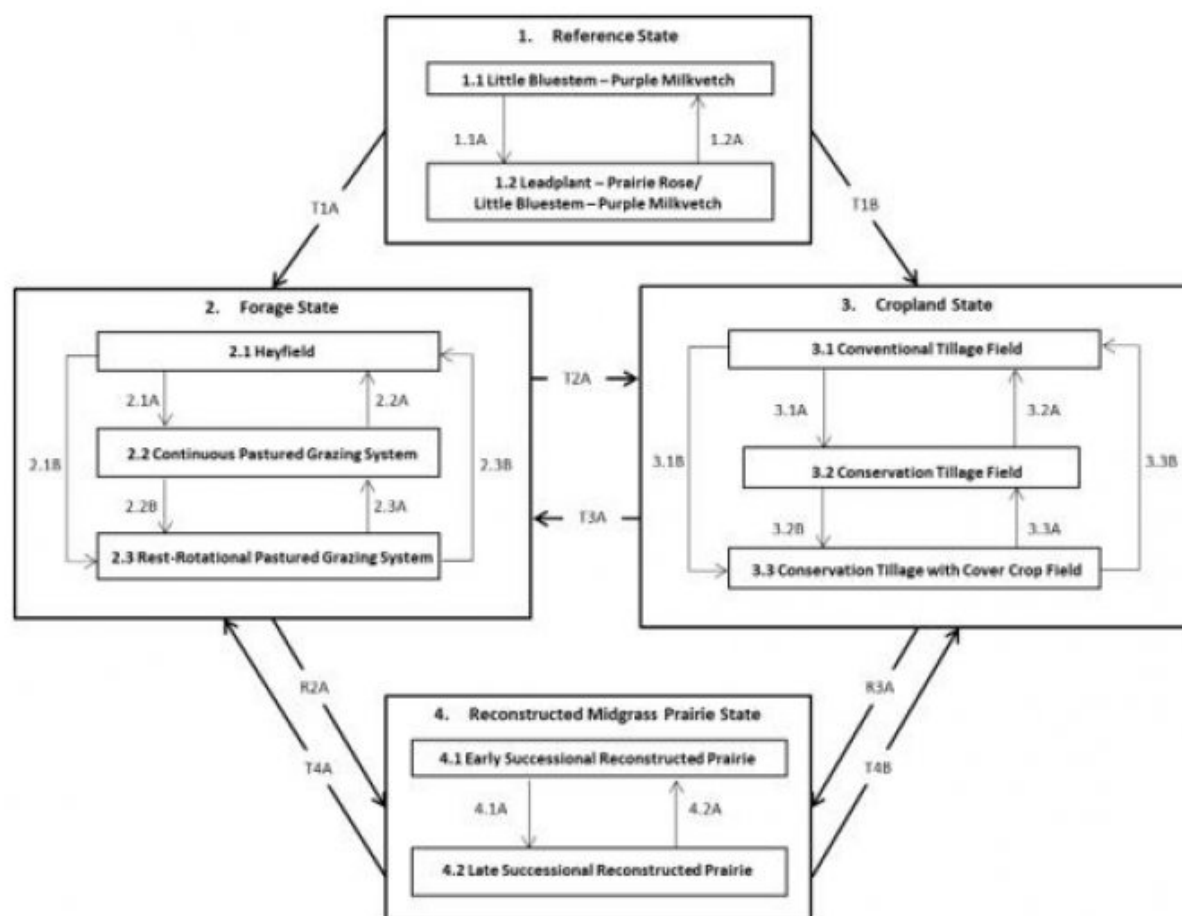 1. Reference State
1.1 Little Bluestem – Purple Milkvetch
1.1A
1.2A
1.2 Leadplant – Prairie Rose/
Little Bluestem – Purple Milkvetch
T1A
T1B
2. Forage State
2.1 Hayfield
2.1A
2.2A
2.1B
2.2 Continuous Pastured Grazing System
2.3B
2.2B
2.3A
2.3 Rest-Rotational Pastured Grazing System
T2A
T3A
3. Cropland State
3.1 Conventional Tillage Field
3.1A
3.2A
3.1B
3.2 Conservation Tillage Field
3.3B
3.2B
3.3A
3.3 Conservation Tillage with Cover Crop Field
R2A
T4A
R3A
T4B
4. Reconstructed Midgrass Prairie State
4.1 Early Successional Reconstructed Prairie
4.1A
4.2A
4.2 Late Successional Reconstructed Prairie